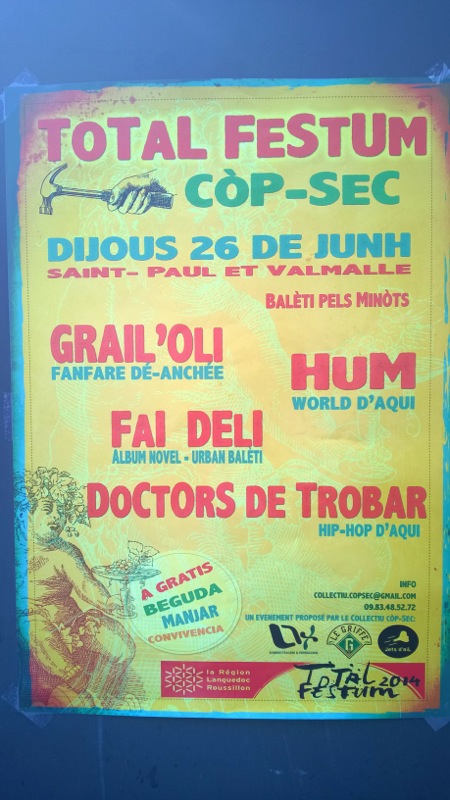 TOTAL FESTUM
CÒP-SEC
DIJOUS 26 DE JUNH
SAINT- PAUL ET VALMALLE
BALÈTI PELS MINÒTS
GRAIL'OLI
FANFARE DÉ-ANCHÉE
HUM
WORLD D'AQUI
FAI DELI
ALBUM NOVEL - URBAN BALÈTI
DOCTORS DE TROBAR
HIP-HOP D'AQUI
A GRATIS
BEGUDA
MANJAR
CONVIVENCIA
INFO
COLLECTIU.COPSEC@GMAIL.COM
09.83.48.52.72
UN EVENEMENT PROPOSÉ PAR LE COLLECTIU CÒP-SEC:
LE GRIFFE
G
Jets d'ail
la Région
Languedoc
Roussillon
TOTAL 2014
FESTUM